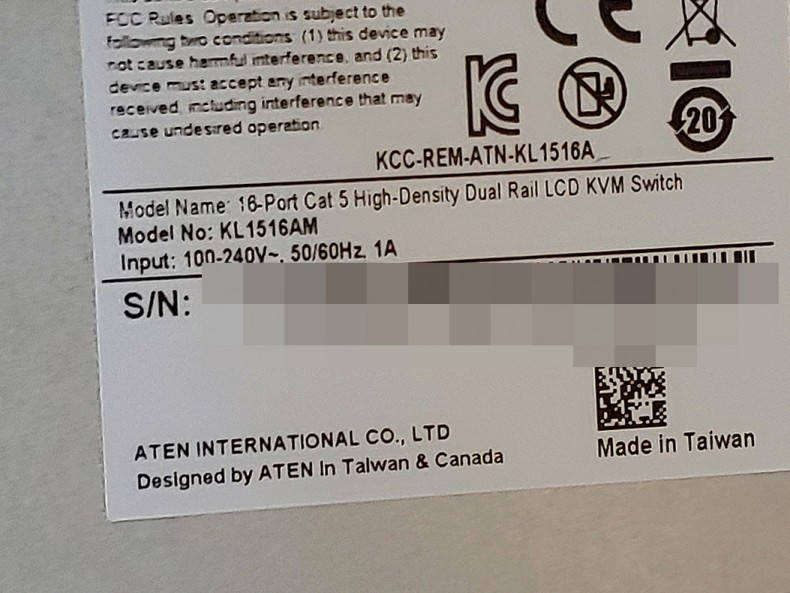 FCC Rules. Operation is subject to the
following two conditions: (1) this device may
not cause harmful interference, and (2) this
device must accept any interference
received, including interference that may
cause undesired operation.
CE
KC
20
KCC-REM-ATN-KL1516A
Model Name: 16-Port Cat 5 High-Density Dual Rail LCD KVM Switch
Model No: KL1516AM
Input: 100-240V~, 50/60Hz, 1A
S/N:
ATEN INTERNATIONAL CO., LTD
Designed by ATEN in Taiwan & Canada
Made in Taiwan